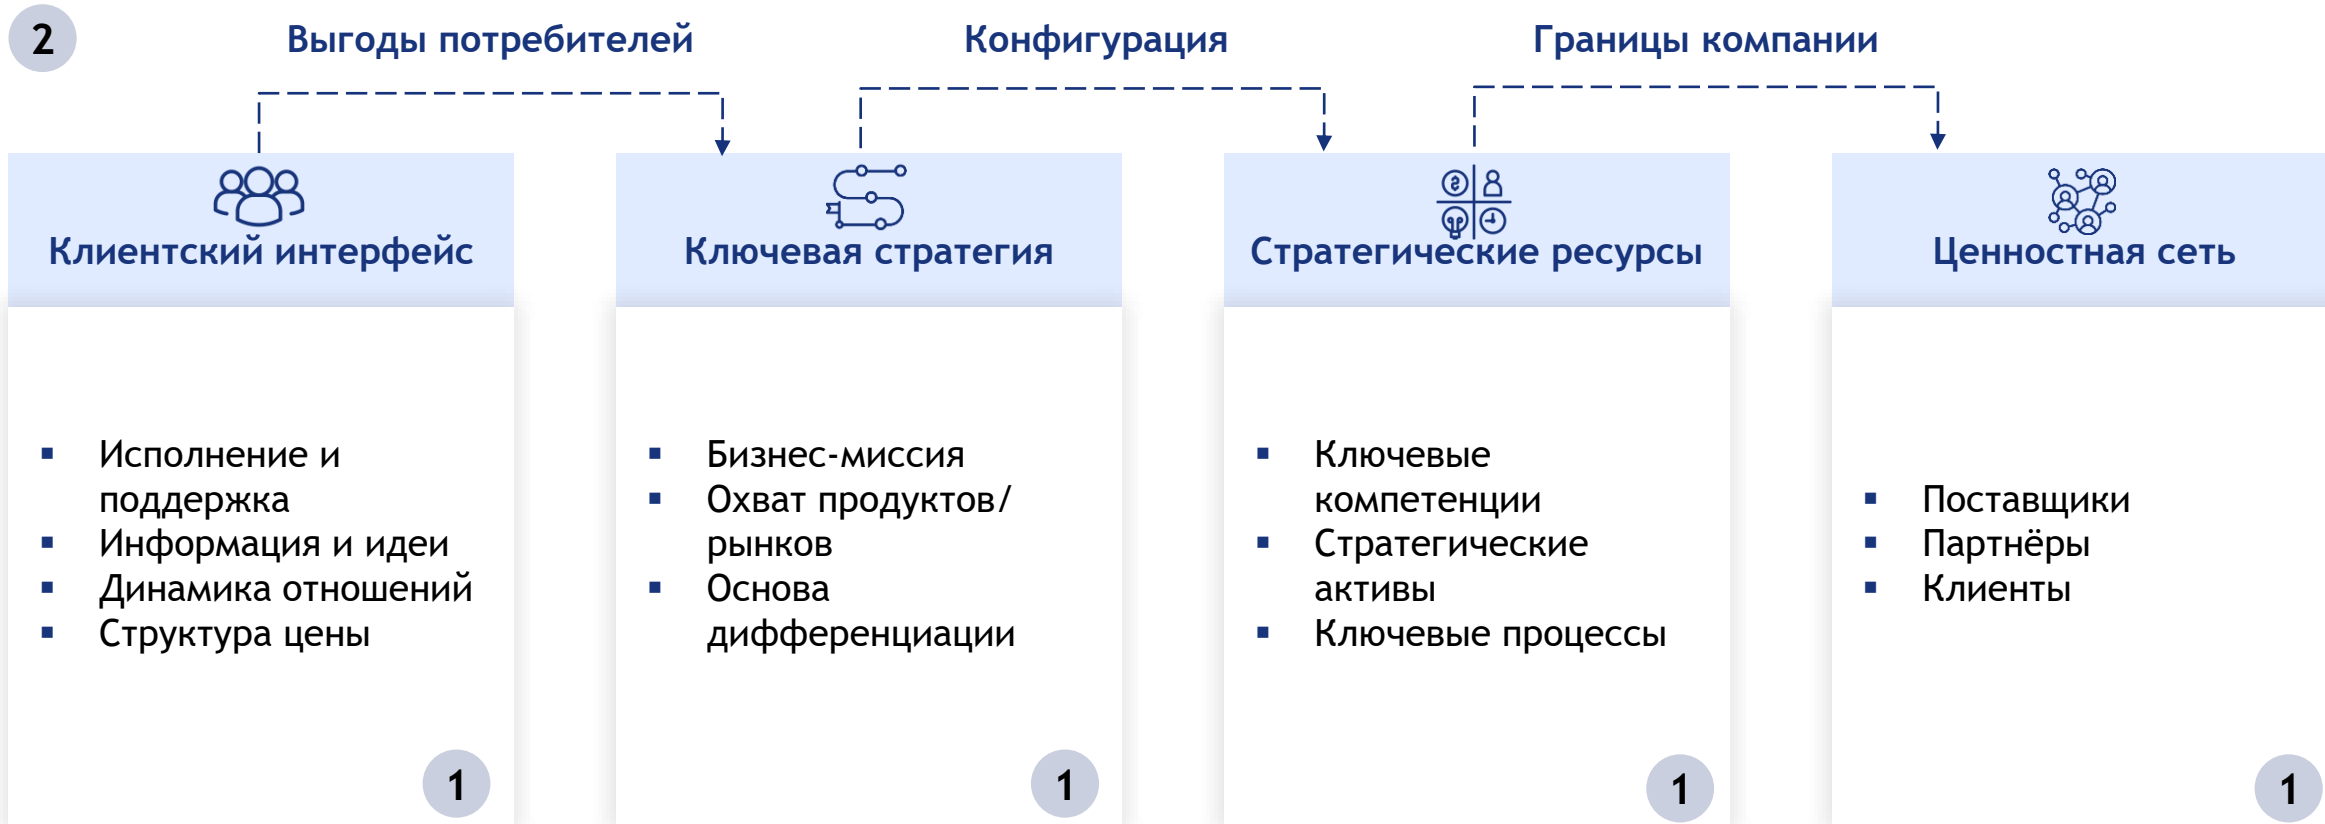 2
Выгоды потребителей
Конфигурация
Границы компании
Клиентский интерфейс
Ключевая стратегия
Стратегические ресурсы
Ценностная сеть
Исполнение и
поддержка
Информация и идеи
Динамика отношений
Структура цены
1
Бизнес-миссия
Охват продуктов/
рынков
Основа
дифференциации
1
Ключевые
компетенции
Стратегические
активы
Ключевые процессы
1
Поставщики
Партнёры
Клиенты
1